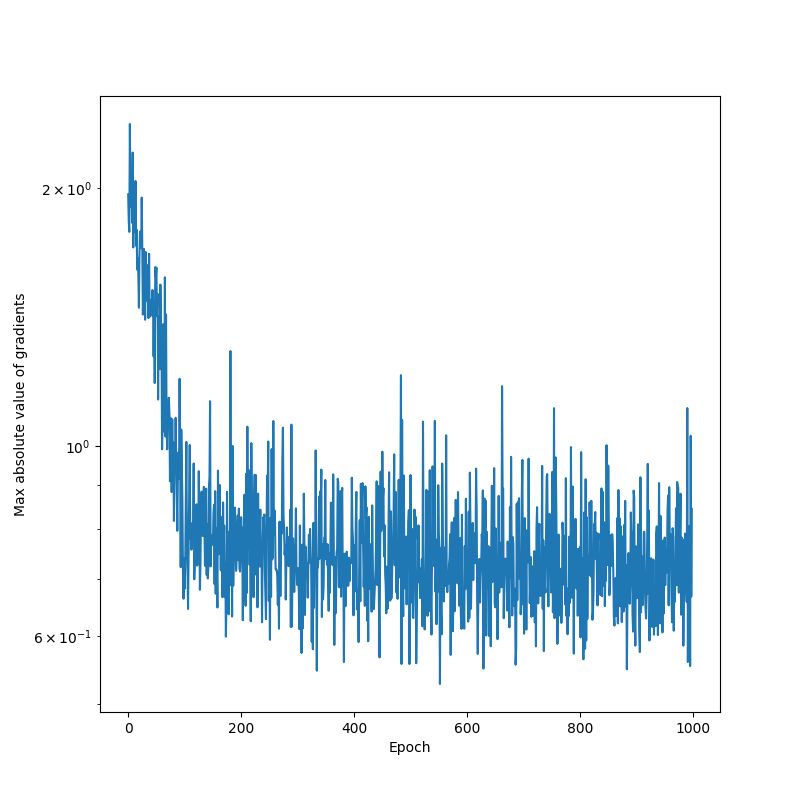 Max absolute value of gradients
2 × 10⁰
10⁰
6 × 10⁻¹
0 200 400 600 800 1000
Epoch